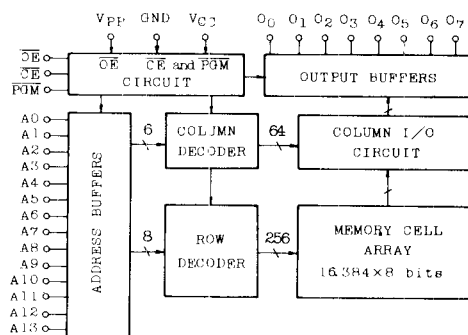 VPP GND VCC O0 O1 O2 O3 O4 O5 O6 O7
OE
CE
PGM
OE CE and PGM
CIRCUIT
OUTPUT BUFFERS
A0
A1
A2
A3
A4
A5
A6
A7
A8
A9
A10
A11
A12
A13
ADDRESS BUFFERS
6
COLUMN
DECODER
64
COLUMN I/O
CIRCUIT
8
ROW
DECODER
256
MEMORY CELL
ARRAY
16.384×8 bits